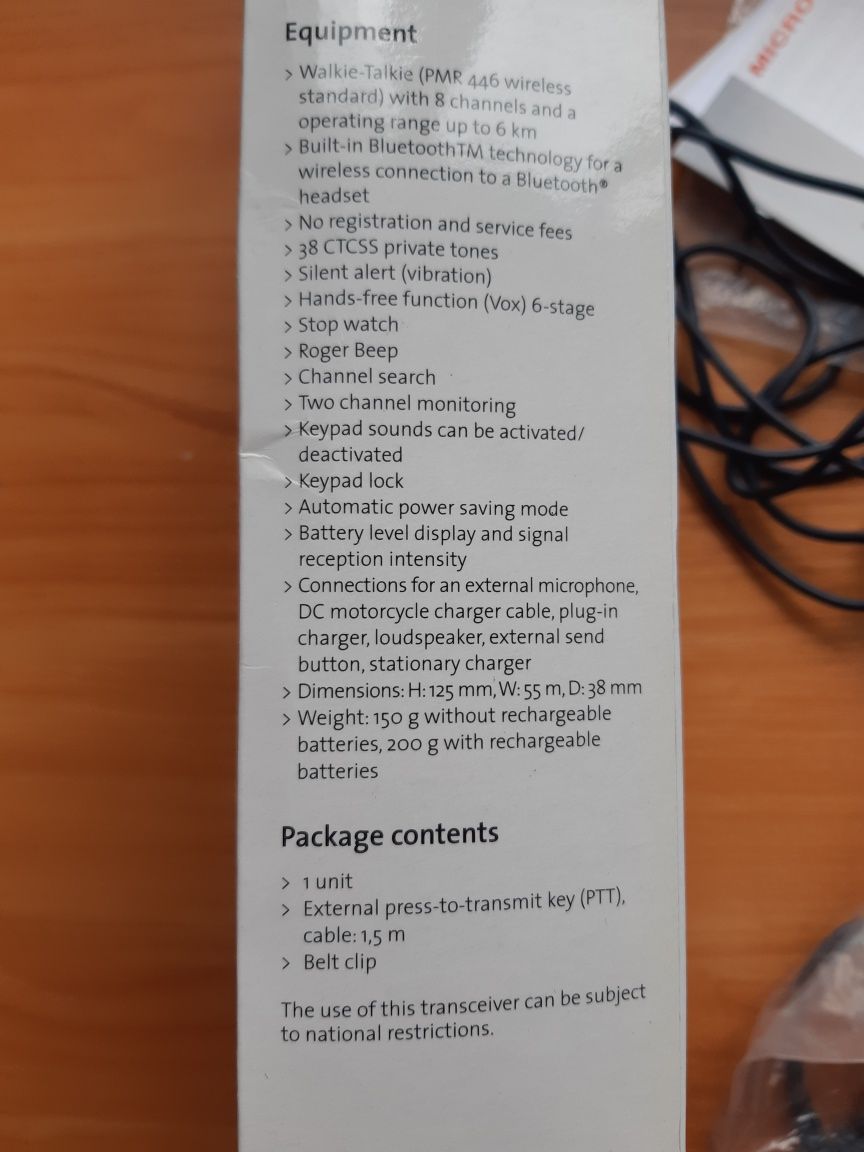 Equipment
> Walkie-Talkie (PMR 446 wireless
standard) with 8 channels and a
operating range up to 6 km
> Built-in BluetoothTM technology for a
wireless connection to a Bluetooth®
headset
> No registration and service fees
> 38 CTCSS private tones
> Silent alert (vibration)
> Hands-free function (Vox) 6-stage
> Stop watch
> Roger Beep
> Channel search
> Two channel monitoring
> Keypad sounds can be activated/
deactivated
> Keypad lock
> Automatic power saving mode
> Battery level display and signal
reception intensity
> Connections for an external microphone,
DC motorcycle charger cable, plug-in
charger, loudspeaker, external send
button, stationary charger
> Dimensions: H: 125 mm, W: 55 m, D: 38 mm
> Weight: 150 g without rechargeable
batteries, 200 g with rechargeable
batteries
Package contents
> 1 unit
> External press-to-transmit key (PTT),
cable: 1,5 m
> Belt clip
The use of this transceiver can be subject
to national restrictions.
MICRO